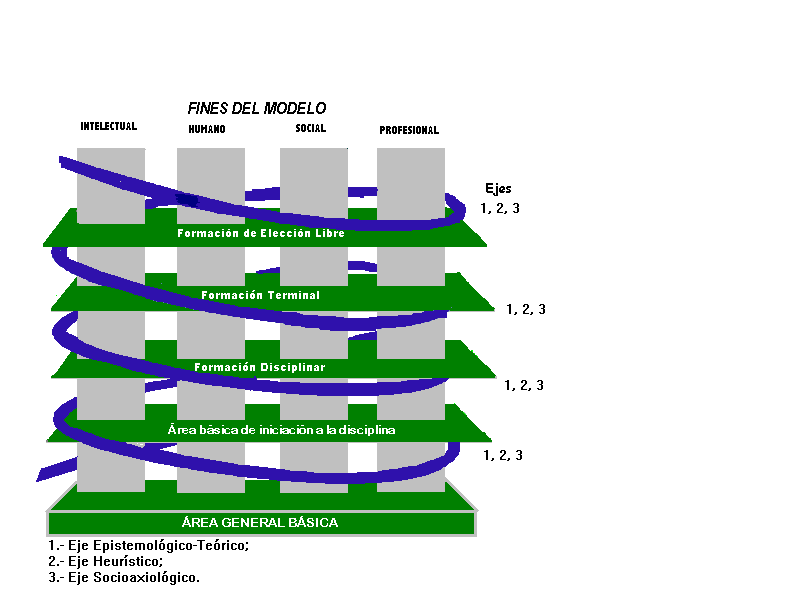 FINES DEL MODELO
INTELECTUAL HUMANO SOCIAL PROFESIONAL
Ejes
1, 2, 3
Formación de Elección Libre
Formación Terminal
1, 2, 3
Formación Disciplinar
1, 2, 3
Área básica de iniciación a la disciplina
1, 2, 3
ÁREA GENERAL BÁSICA
1.- Eje Epistemológico-Teórico;
2.- Eje Heurístico;
3.- Eje Socioaxiológico.